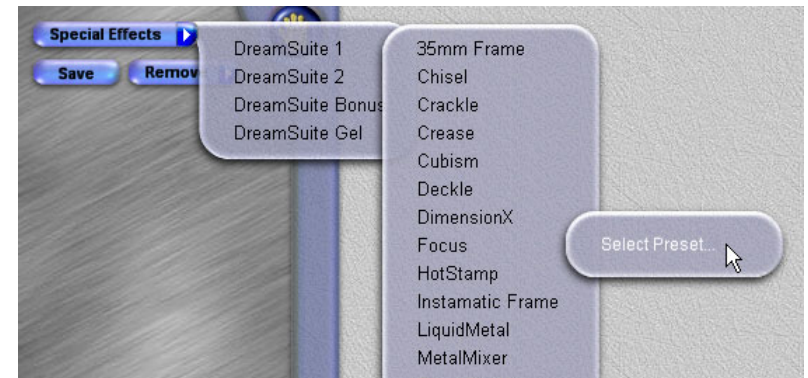 Special Effects
Save
Remov
DreamSuite 1
DreamSuite 2
DreamSuite Bonus
DreamSuite Gel
35mm Frame
Chisel
Crackle
Crease
Cubism
Deckle
DimensionX
Focus
HotStamp
Instamatic Frame
LiquidMetal
MetalMixer
Select Preset...